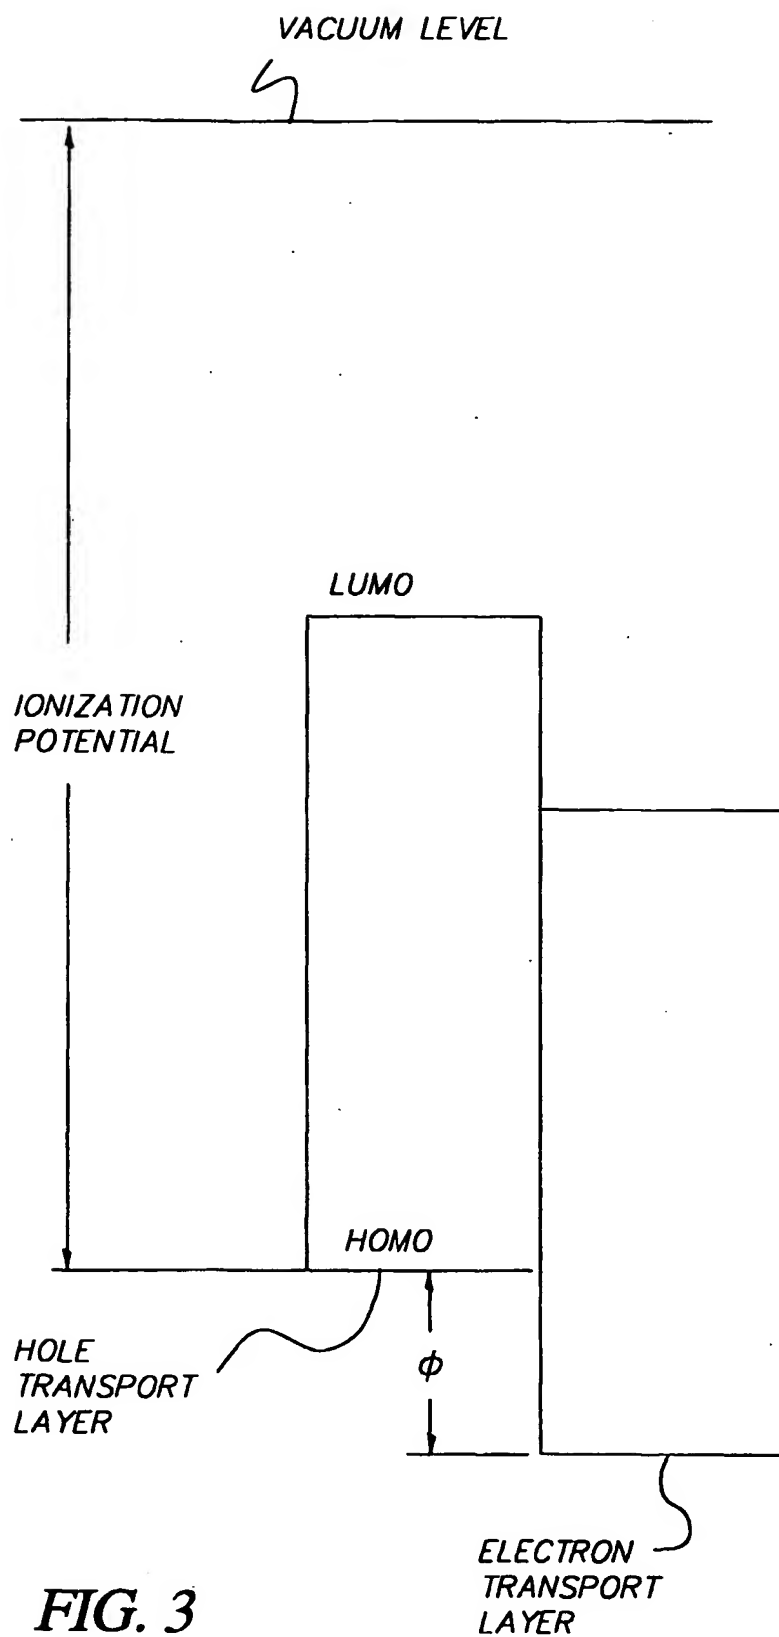 VACUUM LEVEL
LUMO
IONIZATION
POTENTIAL
HOMO
HOLE
TRANSPORT
LAYER
ϕ
ELECTRON
TRANSPORT
LAYER
FIG. 3